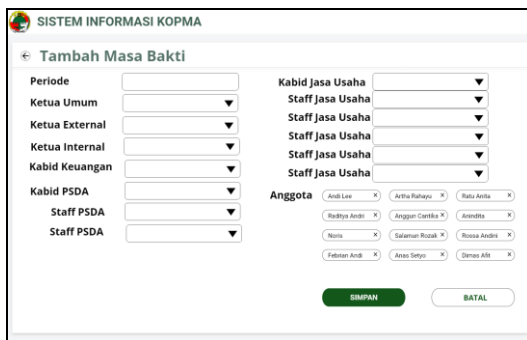 SISTEM INFORMASI KOPMA
Tambah Masa Bakti
Periode
Ketua Umum
Ketua External
Ketua Internal
Kabid Keuangan
Kabid PSDA
Staff PSDA
Staff PSDA
Kabid Jasa Usaha
Staff Jasa Usaha
Staff Jasa Usaha
Staff Jasa Usaha
Staff Jasa Usaha
Staff Jasa Usaha
Anggota
Andi Lee X Artha Rahayu X Ratu Anita X
Raditya Andri X Anggun Cantika X Anindita X
Noris X Salamun Rozak X Rossa Andini X
Febrian Andi X Anas Setyo X Dimas Afit X
SIMPAN BATAL